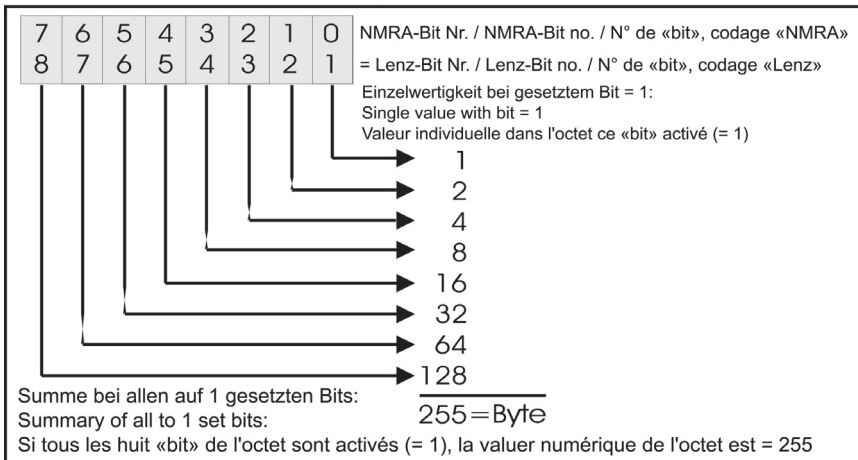 7 6 5 4 3 2 1 0 NMRA-Bit Nr. / NMRA-Bit no. / N° de «bit», codage «NMRA»
8 7 6 5 4 3 2 1 = Lenz-Bit Nr. / Lenz-Bit no. / N° de «bit», codage «Lenz»
Einzelwertigkeit bei gesetztem Bit = 1:
Single value with bit = 1
Valeur individuelle dans l'octet ce «bit» activé (= 1)
1
2
4
8
16
32
64
128
Summe bei allen auf 1 gesetzten Bits:
Summary of all to 1 set bits:
255=Byte
Si tous les huit «bit» de l'octet sont activés (= 1), la valuer numérique de l'octet est = 255